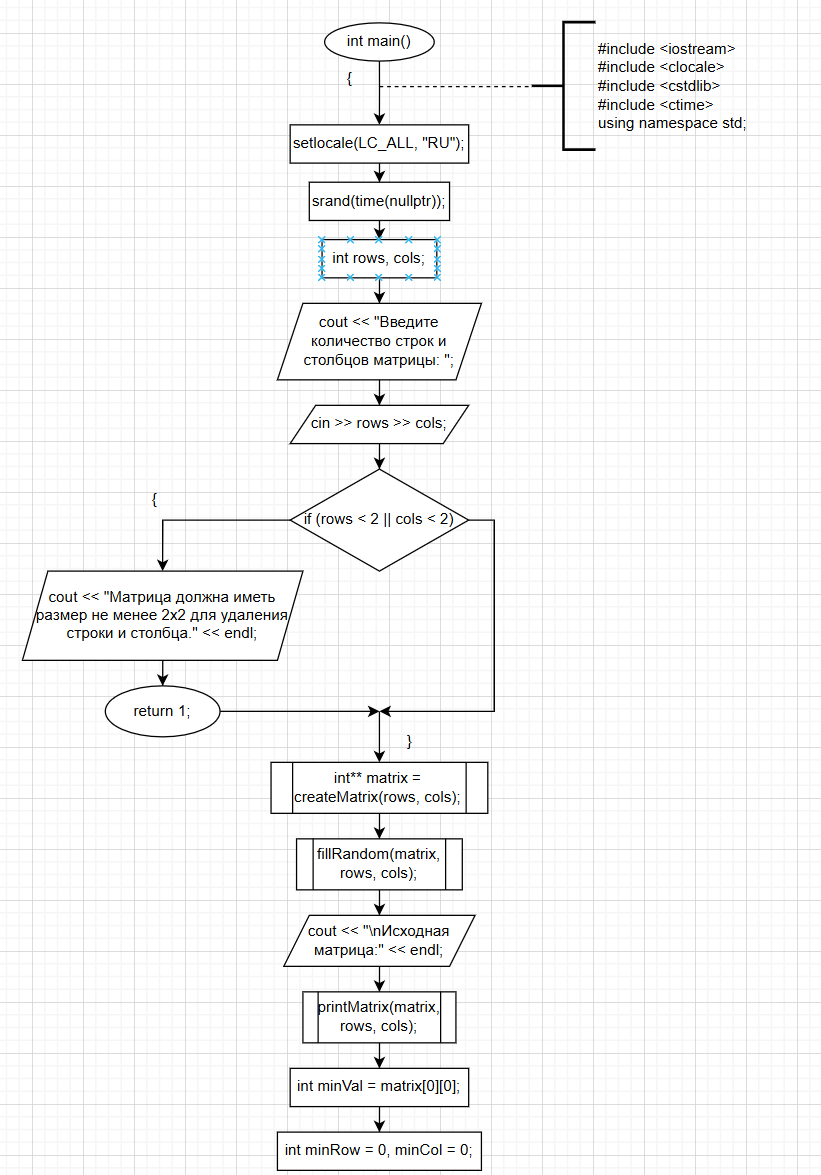 int main()
{
#include <iostream>
#include <clocale>
#include <cstdlib>
#include <ctime>
using namespace std;
setlocale(LC_ALL, "RU");
srand(time(nullptr));
int rows, cols;
cout << "Введите
количество строк и
столбцов матрицы: ";
cin >> rows >> cols;
if (rows < 2 || cols < 2)
{
cout << "Матрица должна иметь
размер не менее 2x2 для удаления
строки и столбца." << endl;
return 1;
}
int** matrix =
createMatrix(rows, cols);
fillRandom(matrix,
rows, cols);
cout << "\nИсходная
матрица:" << endl;
printMatrix(matrix,
rows, cols);
int minVal = matrix[0][0];
int minRow = 0, minCol = 0;